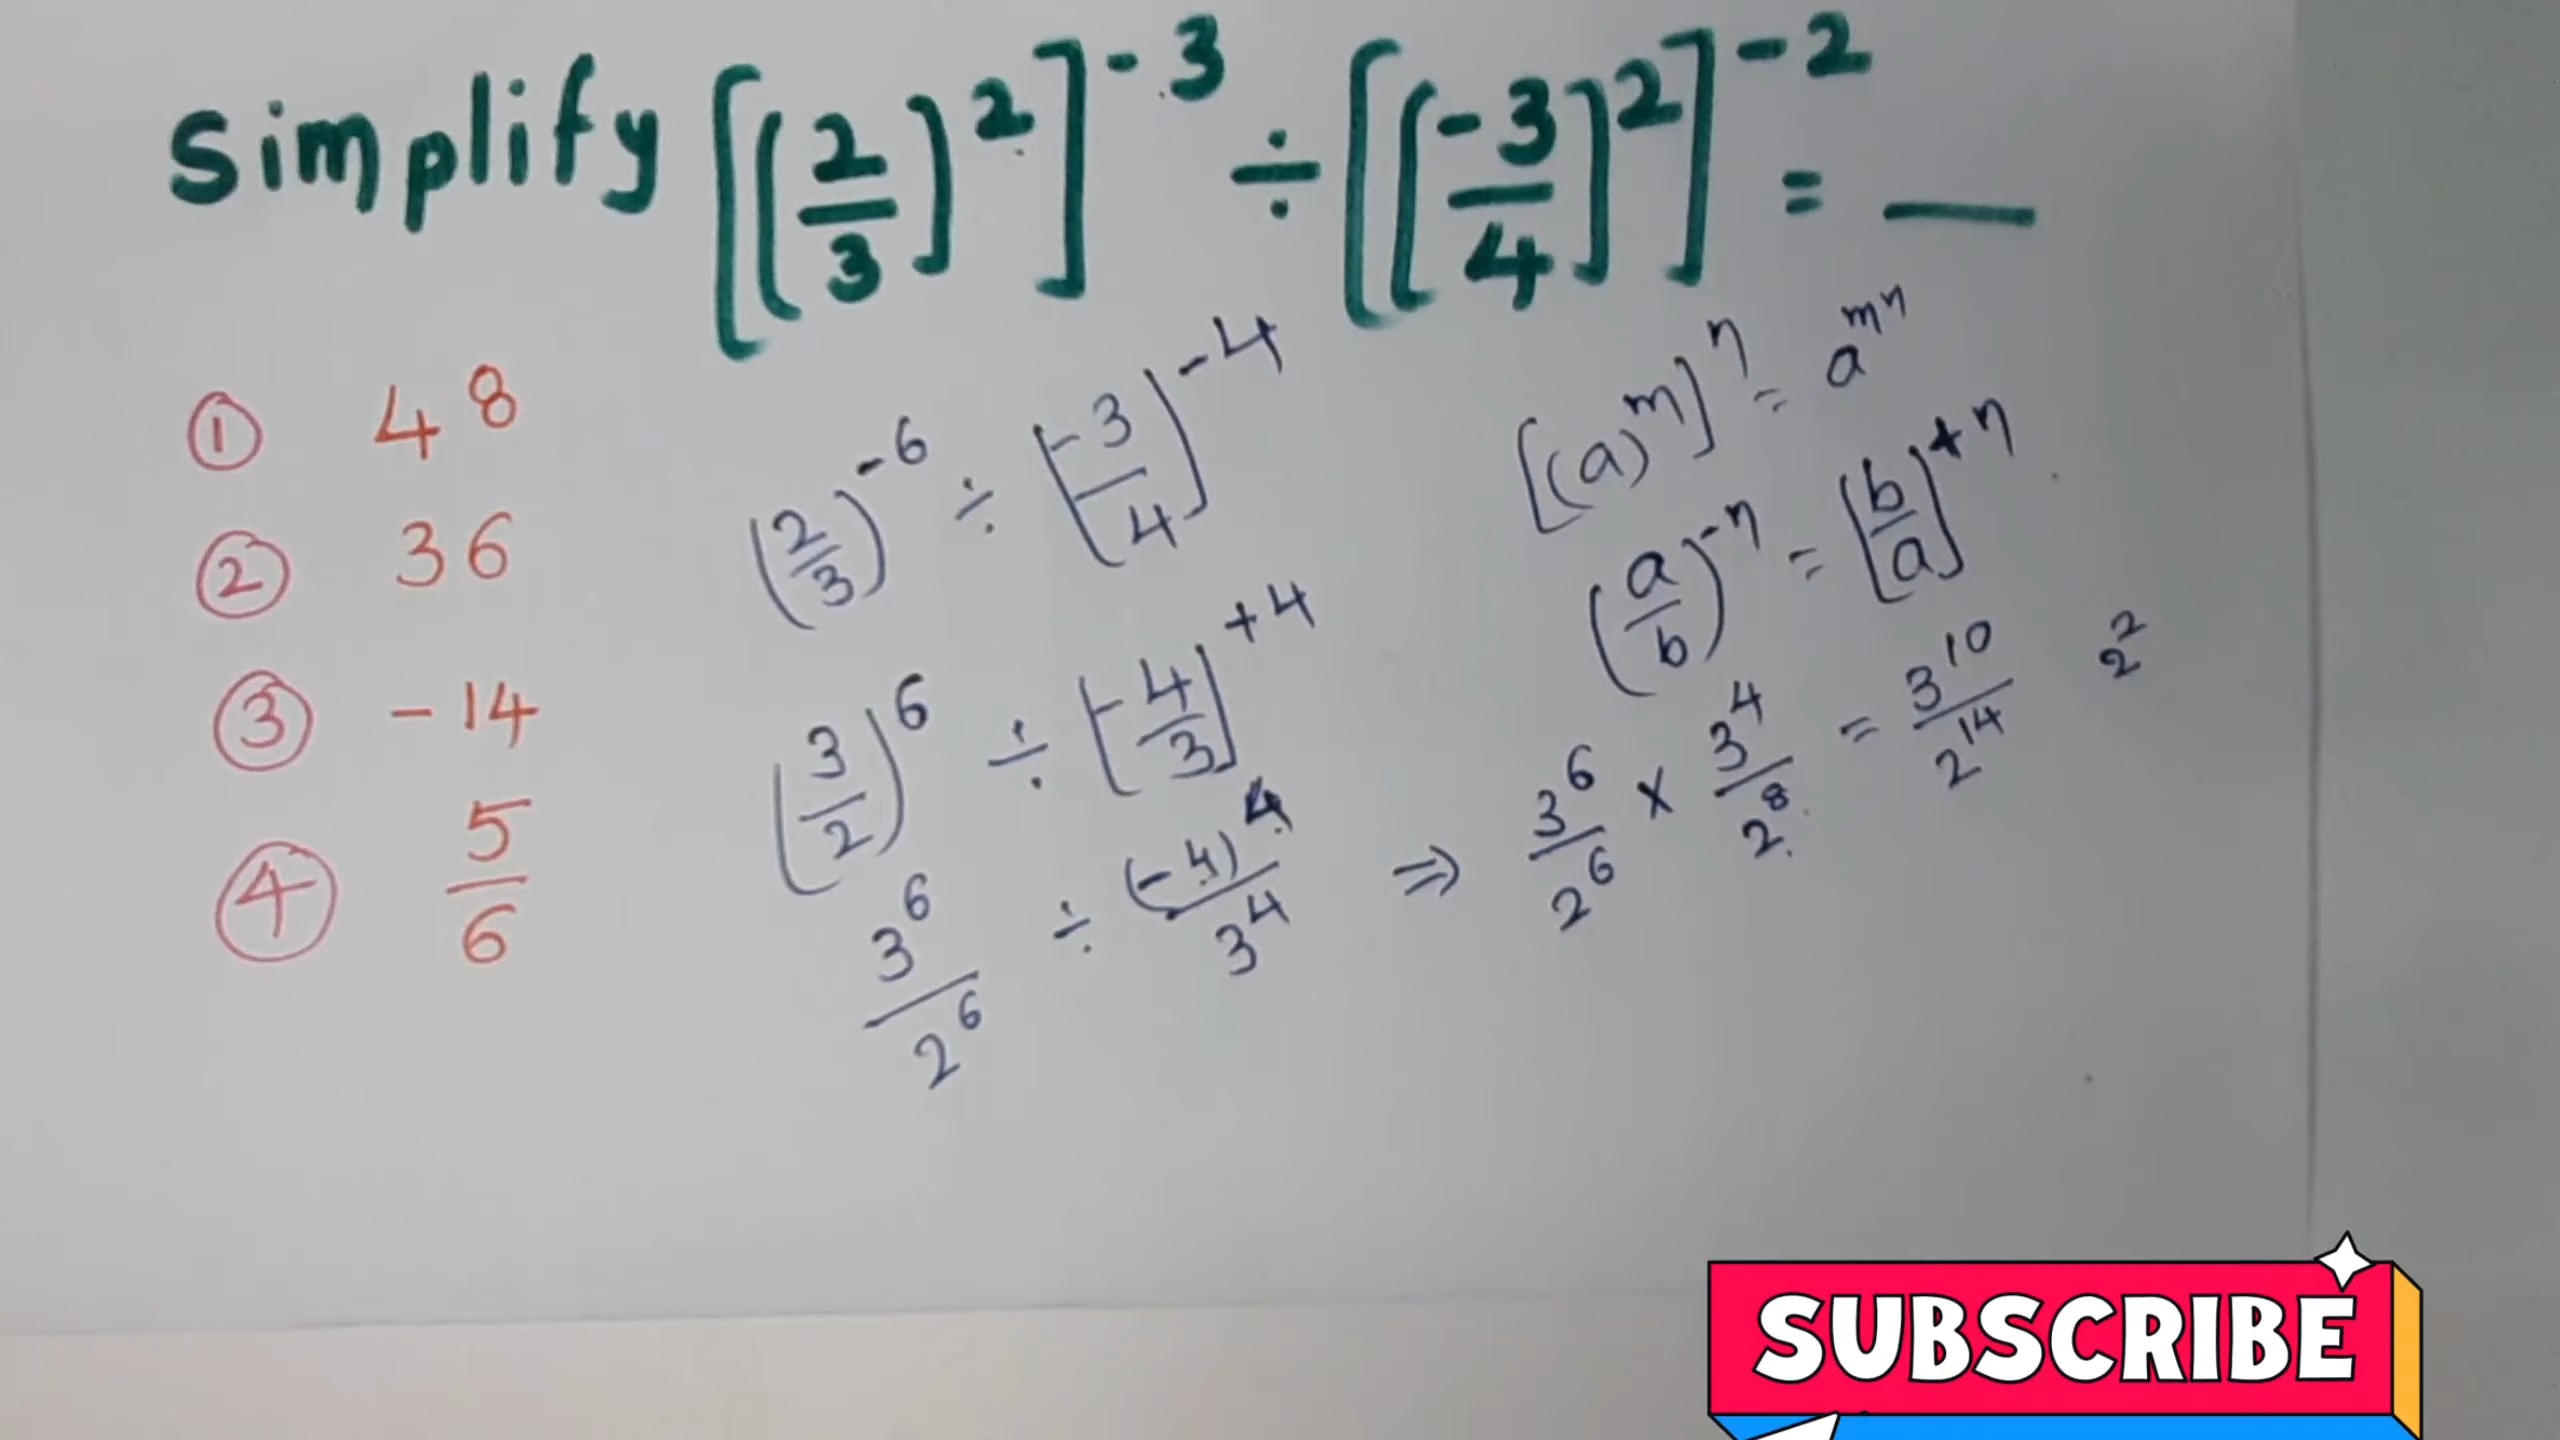 Simplify [(2/3)^2]^-3 ÷ [[-3/4]^2]^-2 = __
① 48
② 36
③ -14
④ 5/6
(2/3)^-6 ÷ [-3/4]^-4
(3/2)^6 ÷ [-4/3]^+4
3^6/2^6 ÷ (-4)^4/3^4 ⇒ 3^6/2^6 × 3^4/2^8 = 3^10/2^14
[(a)^m]^n = a^mn
(a/b)^-n = [b/a]^+n
2^2
SUBSCRIBE